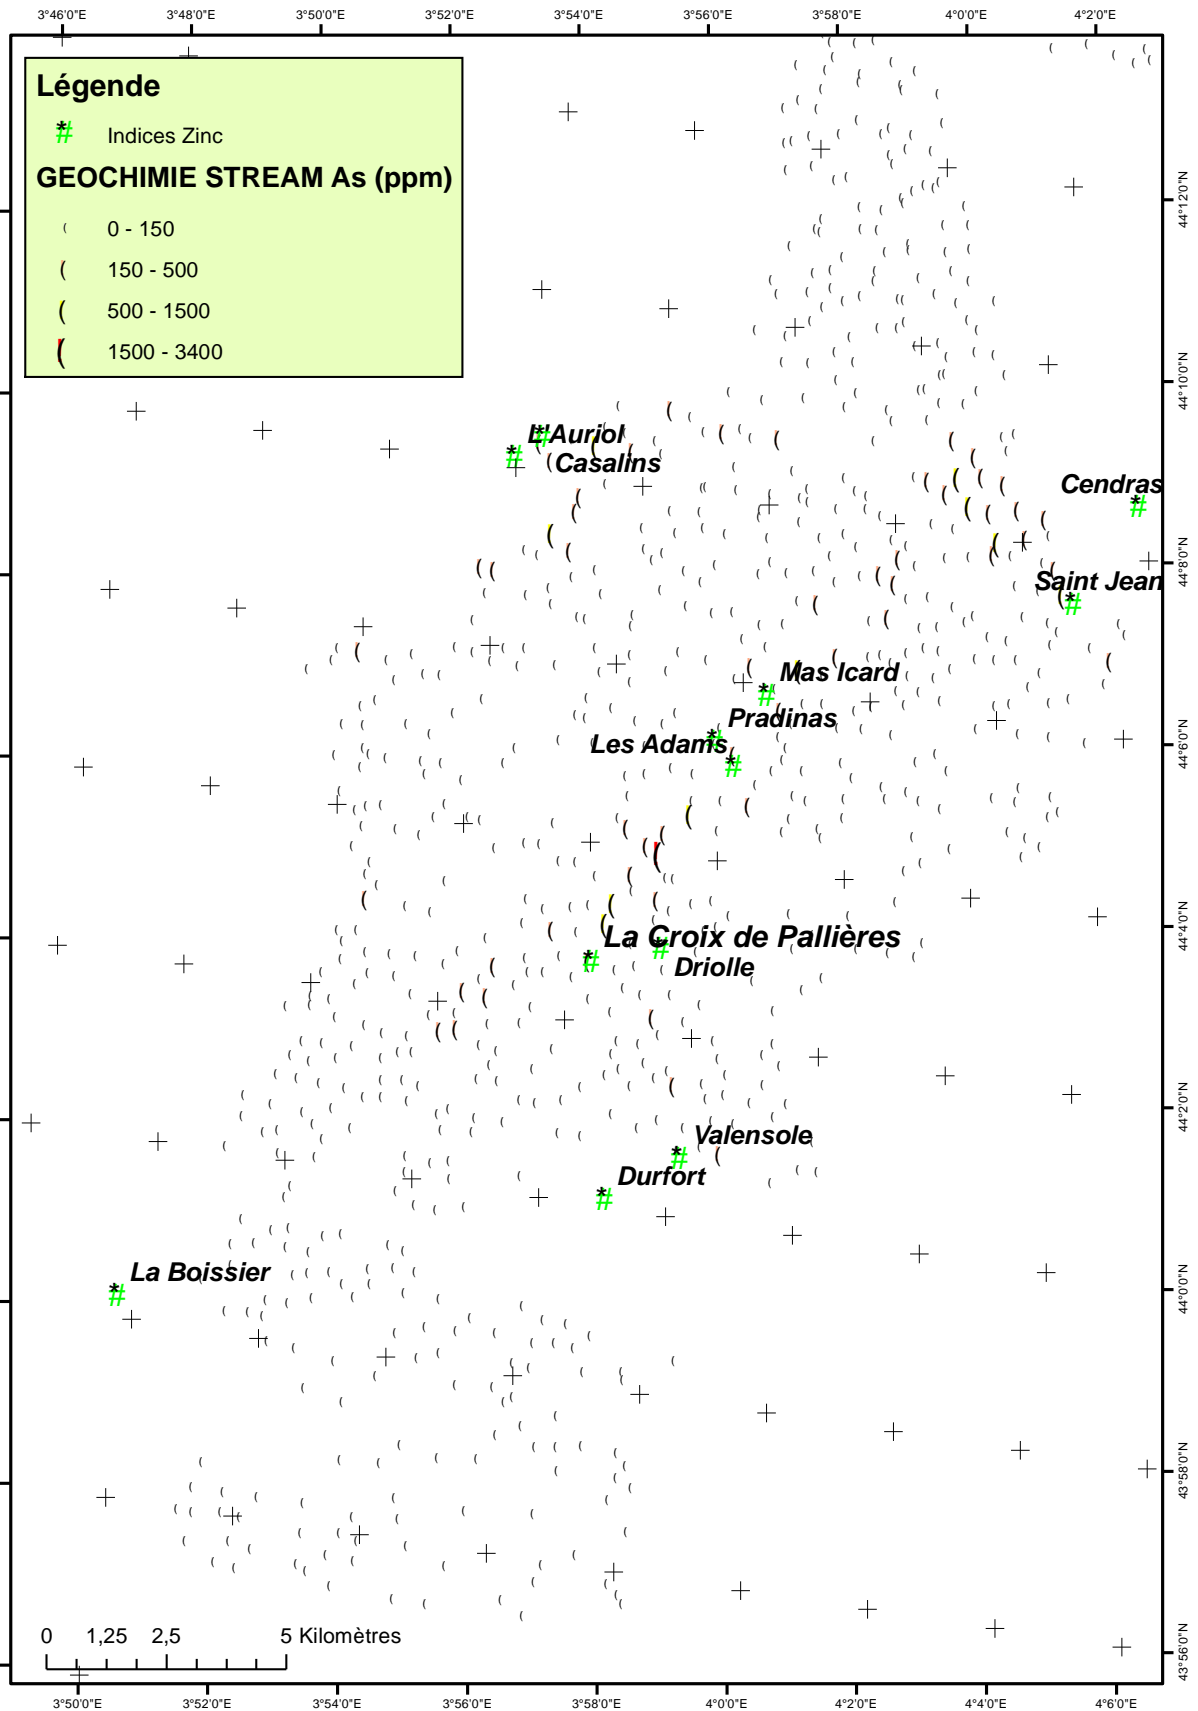 3°46'0"E 3°48'0"E 3°50'0"E 3°52'0"E 3°54'0"E 3°56'0"E 3°58'0"E 4°0'0"E 4°2'0"E
Légende
Indices Zinc
GEOCHIMIE STREAM As (ppm)
0 - 150
150 - 500
500 - 1500
1500 - 3400
44°12'0"N
44°10'0"N
L'Auriol
Casalins
Cendras
44°8'0"N
Saint Jean
Mas Icard
Pradinas
Les Adams
44°6'0"N
La Croix de Pallières
44°4'0"N
Driolle
44°2'0"N
Valensole
Durfort
La Boissier
44°0'0"N
43°58'0"N
0 1,25 2,5 5 Kilomètres
43°56'0"N
3°50'0"E 3°52'0"E 3°54'0"E 3°56'0"E 3°58'0"E 4°0'0"E 4°2'0"E 4°4'0"E 4°6'0"E